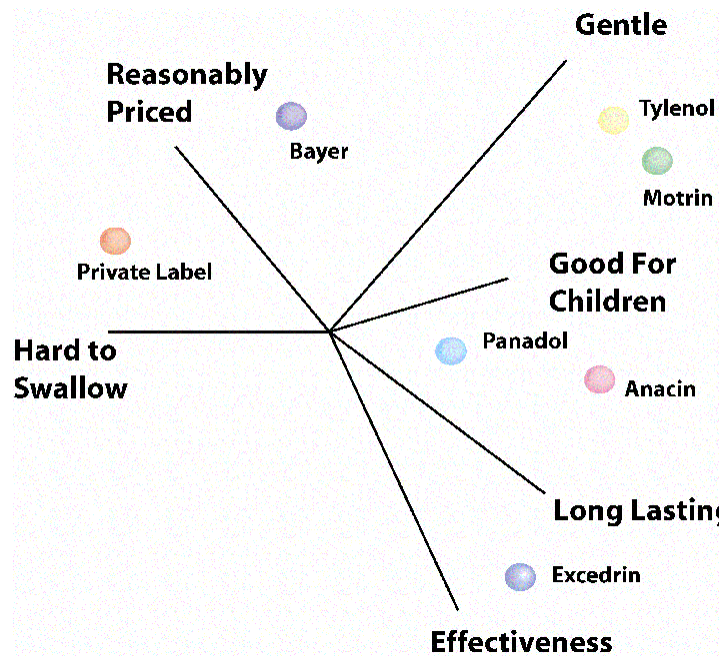 Gentle
Reasonably
Priced
Tylenol
Bayer
Motrin
Private Label
Good For
Children
Hard to
Swallow
Panadol
Anacin
Long Lasting
Excedrin
Effectiveness